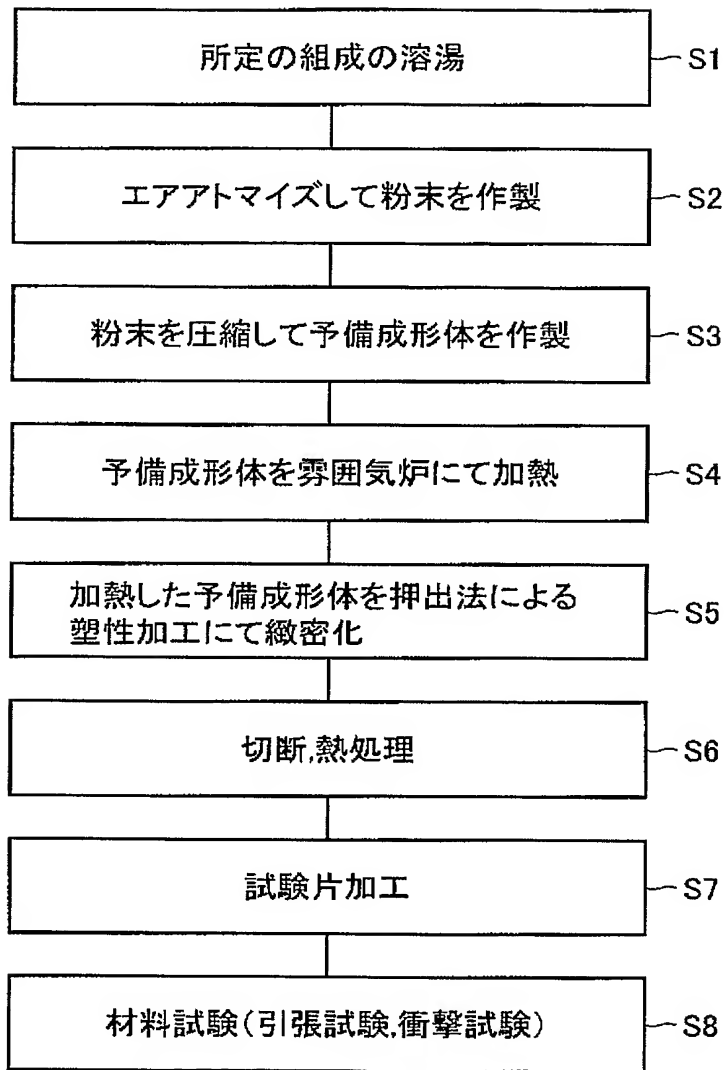 所定の組成の溶湯 S1
エアアトマイズして粉末を作製 S2
粉末を圧縮して予備成形体を作製 S3
予備成形体を雰囲気炉にて加熱 S4
加熱した予備成形体を押出法による
塑性加工にて緻密化 S5
切断,熱処理 S6
試験片加工 S7
材料試験(引張試験,衝撃試験) S8